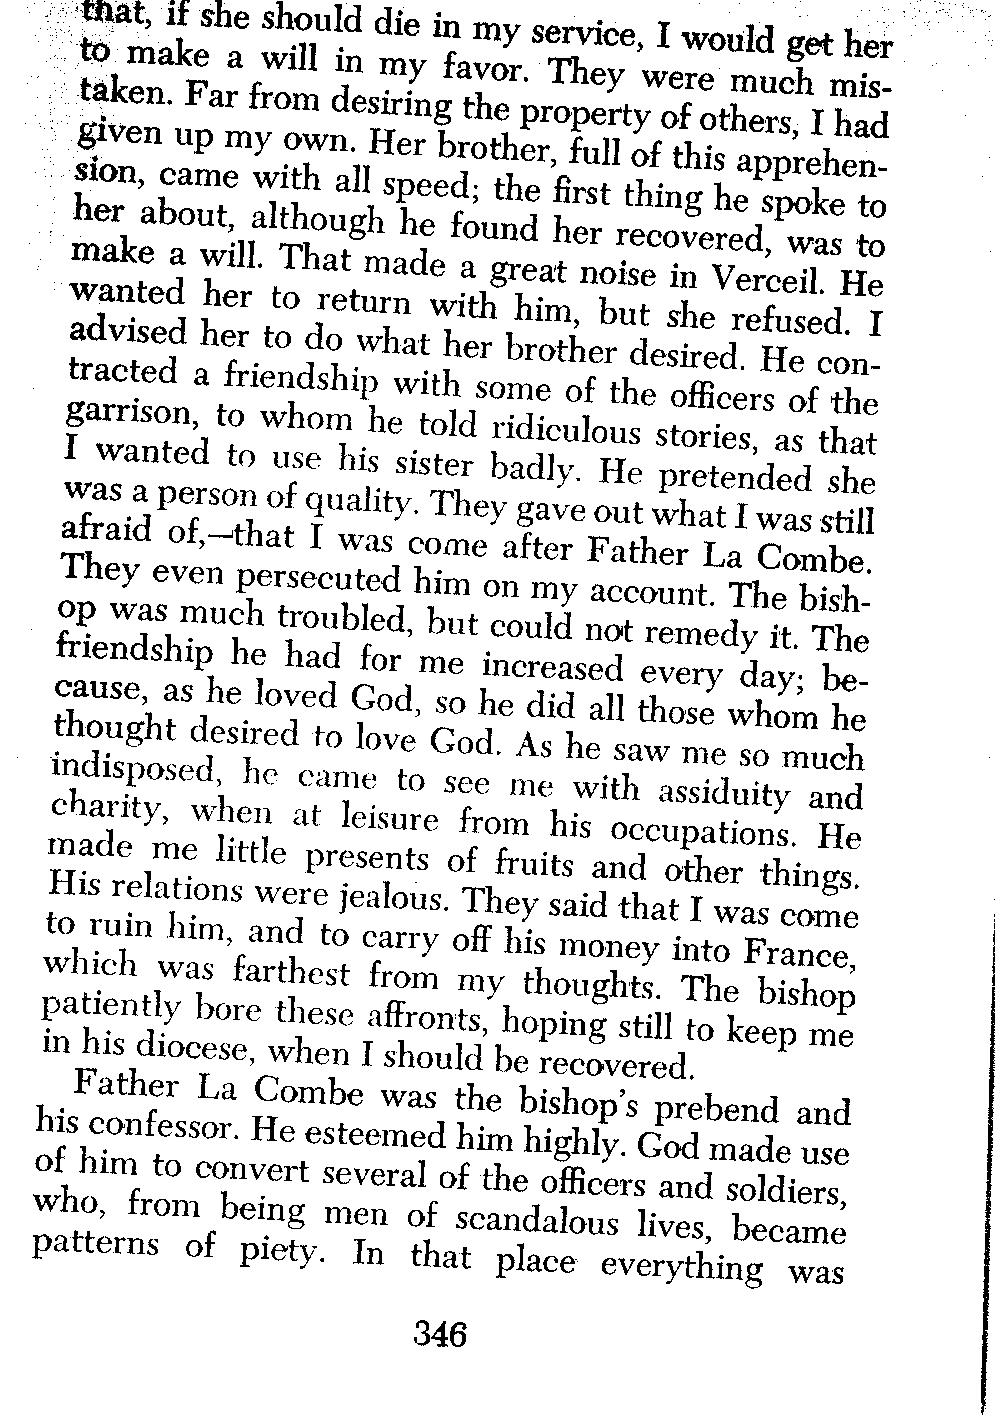 that, if she should die in my service, I would get her
to make a will in my favor. They were much mis-
taken. Far from desiring the property of others, I had
given up my own. Her brother, full of this apprehen-
sion, came with all speed; the first thing he spoke to
her about, although he found her recovered, was to
make a will. That made a great noise in Verceil. He
wanted her to return with him, but she refused. I
advised her to do what her brother desired. He con-
tracted a friendship with some of the officers of the
garrison, to whom he told ridiculous stories, as that
I wanted to use his sister badly. He pretended she
was a person of quality. They gave out what I was still
afraid of,—that I was come after Father La Combe.
They even persecuted him on my account. The bish-
op was much troubled, but could not remedy it. The
friendship he had for me increased every day; be-
cause, as he loved God, so he did all those whom he
thought desired to love God. As he saw me so much
indisposed, he came to see me with assiduity and
charity, when at leisure from his occupations. He
made me little presents of fruits and other things.
His relations were jealous. They said that I was come
to ruin him, and to carry off his money into France,
which was farthest from my thoughts. The bishop
patiently bore these affronts, hoping still to keep me
in his diocese, when I should be recovered.
Father La Combe was the bishop's prebend and
his confessor. He esteemed him highly. God made use
of him to convert several of the officers and soldiers,
who, from being men of scandalous lives, became
patterns of piety. In that place everything was
346